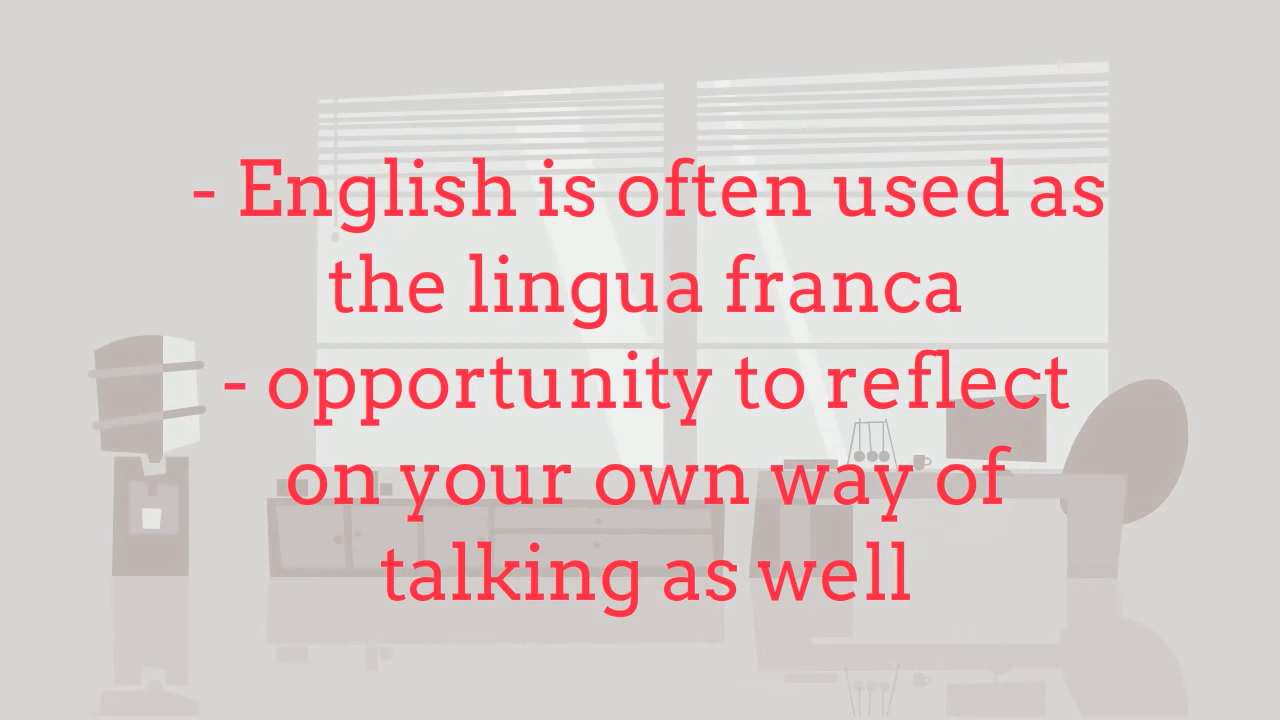 - English is often used as
the lingua franca
- opportunity to reflect
on your own way of
talking as well